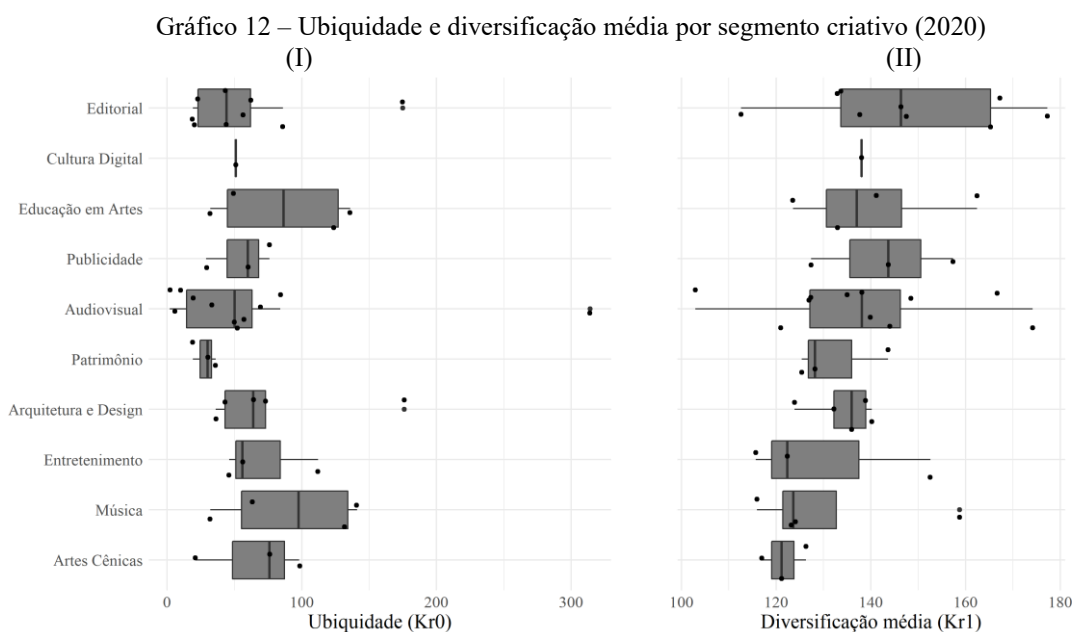 Gráfico 12 – Ubiquidade e diversificação média por segmento criativo (2020)
(I) (II)
Editorial
Cultura Digital
Educação em Artes
Publicidade
Audiovisual
Patrimônio
Arquitetura e Design
Entretenimento
Música
Artes Cênicas
0 100 200 300 100 120 140 160 180
Ubiquidade (Kr0) Diversificação média (Kr1)